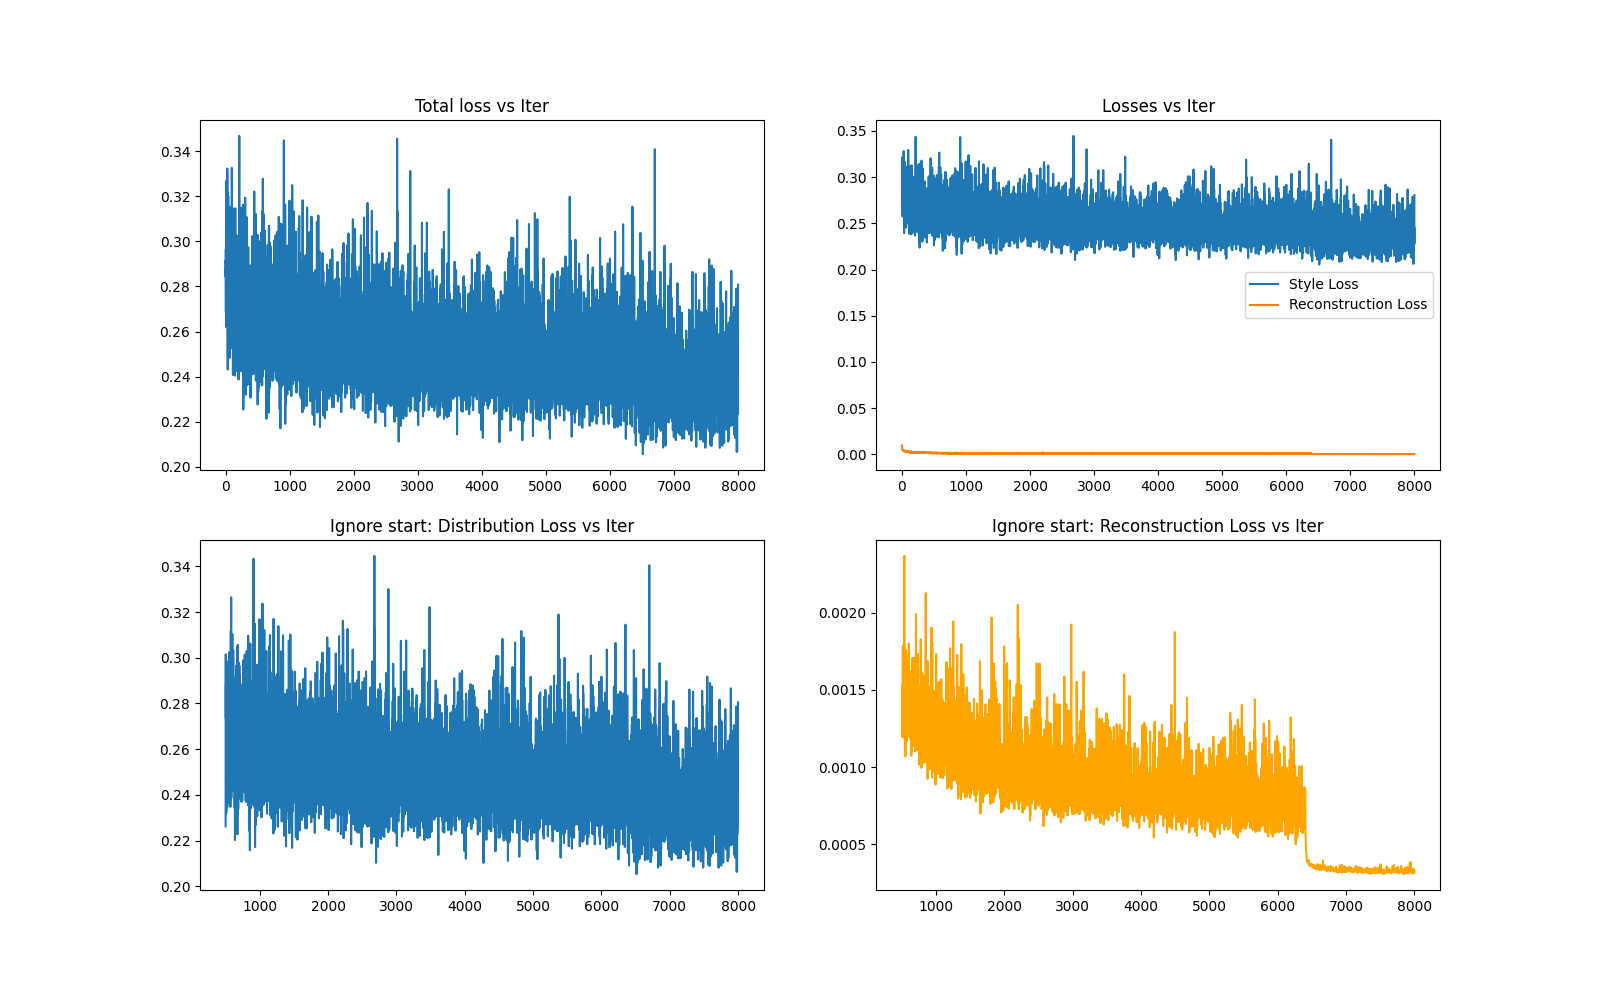 Total loss vs Iter
0.34
0.32
0.30
0.28
0.26
0.24
0.22
0.20
0 1000 2000 3000 4000 5000 6000 7000 8000
Losses vs Iter
0.35
0.30
0.25
0.20
0.15
0.10
0.05
0.00
Style Loss
Reconstruction Loss
0 1000 2000 3000 4000 5000 6000 7000 8000
Ignore start: Distribution Loss vs Iter
0.34
0.32
0.30
0.28
0.26
0.24
0.22
0.20
1000 2000 3000 4000 5000 6000 7000 8000
Ignore start: Reconstruction Loss vs Iter
0.0020
0.0015
0.0010
0.0005
1000 2000 3000 4000 5000 6000 7000 8000